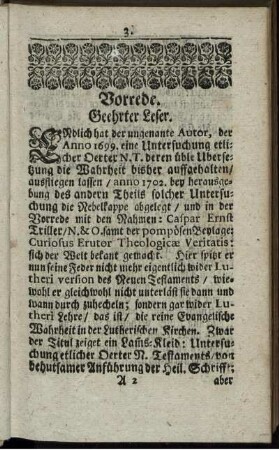 3.
Vorrede.
Geehrter Leser.
ENdlich hat der ungenante Autor, der
Anno 1699. eine Untersuchung etli-
cher Oerter N.T. deren üble Uberse-
tzung die Wahrheit bißher auffgehalten/
ausfliegen lassen / anno 1702. bey herausge-
bung des andern Theils solcher Untersu-
chung die Nebelkappe abgelegt / und in der
Vorrede mit den Nahmen: Caspar Ernst
Triller, N. & O. samt der pompösen Beylage:
Curiosus Erutor Theologicæ Veritatis:
sich der Welt bekant gemacht. Hier spitzt er
nun seine Feder nicht mehr eigentlich wider Lu-
theri version des Neuen Testaments / wie-
wohl er gleichwohl nicht unterläst sie dann und
wann durch zuhecheln; sondern gar wider Lu-
theri Lehre / das ist / die reine Evangelische
Wahrheit in der Lutherischen Kirchen. Zwar
der Titul zeiget ein Lam̃s-Kleid: Untersu-
chung etlicher Oerter N. Testaments/ von
behutsamer Anführung der Heil. Schrifft/
A 2 aber